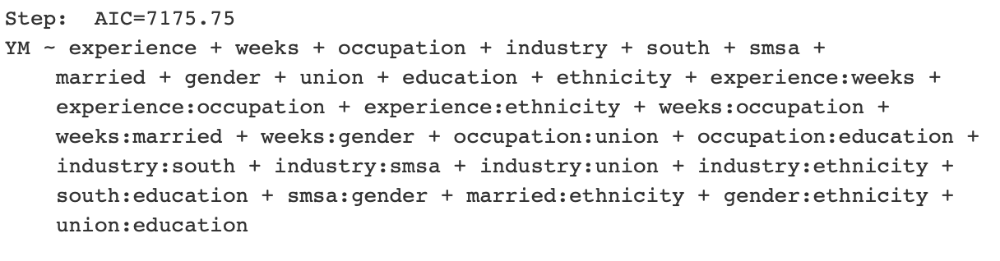 Step:  AIC=7175.75
YM ~ experience + weeks + occupation + industry + south + smsa +
    married + gender + union + education + ethnicity + experience:weeks +
    experience:occupation + experience:ethnicity + weeks:occupation +
    weeks:married + weeks:gender + occupation:union + occupation:education +
    industry:south + industry:smsa + industry:union + industry:ethnicity +
    south:education + smsa:gender + married:ethnicity + gender:ethnicity +
    union:education